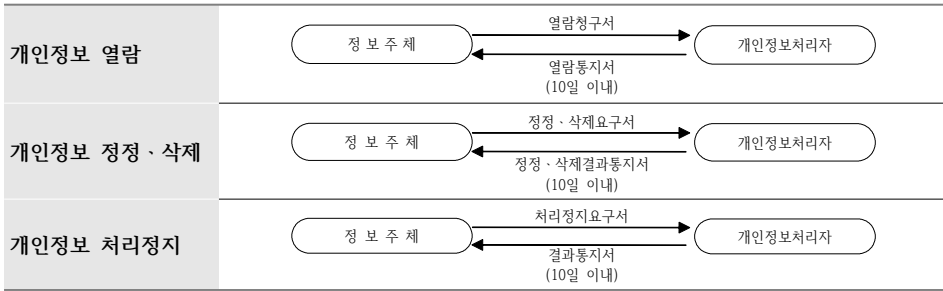 개인정보 열람
정 보 주 체
열람청구서
열람통지서
(10일 이내)
개인정보처리자
개인정보 정정ㆍ삭제
정 보 주 체
정정ㆍ삭제요구서
정정ㆍ삭제결과통지서
(10일 이내)
개인정보처리자
개인정보 처리정지
정 보 주 체
처리정지요구서
결과통지서
(10일 이내)
개인정보처리자